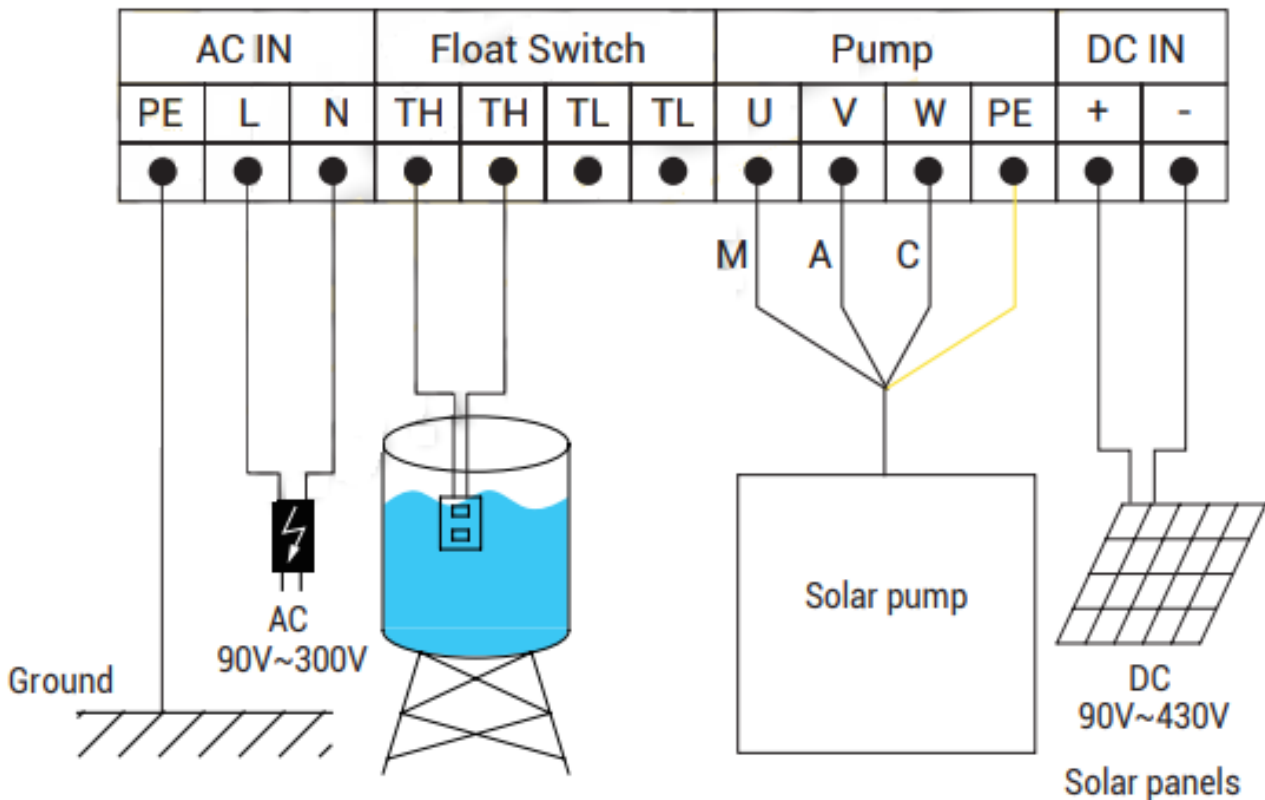 AC IN Float Switch Pump DC IN
PE L N TH TH TL TL U V W PE + -
M A C
Solar pump
AC
90V~300V
Ground
DC
90V~430V
Solar panels